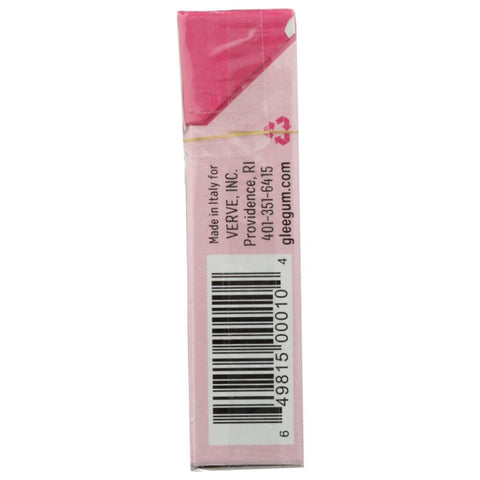 Made in Italy for
VERVE, INC.
Providence, RI
401-351-6415
gleegum.com
6 49815 00010 4